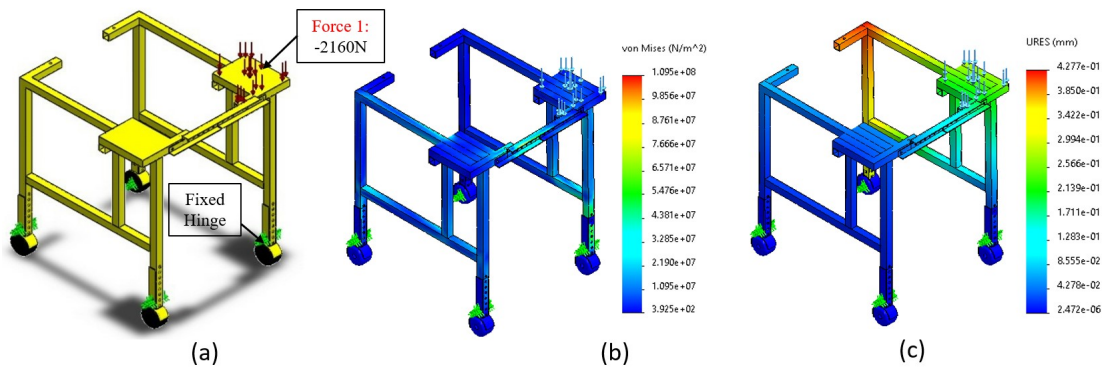 Force 1:
-2160N
Fixed
Hinge
(a)
von Mises (N/m^2)
1.095e+08
9.856e+07
8.761e+07
7.666e+07
6.571e+07
5.476e+07
4.381e+07
3.285e+07
2.190e+07
1.095e+07
3.925e+02
(b)
URES (mm)
4.277e-01
3.850e-01
3.422e-01
2.994e-01
2.566e-01
2.139e-01
1.711e-01
1.283e-01
8.555e-02
4.277e-02
2.472e-06
(c)